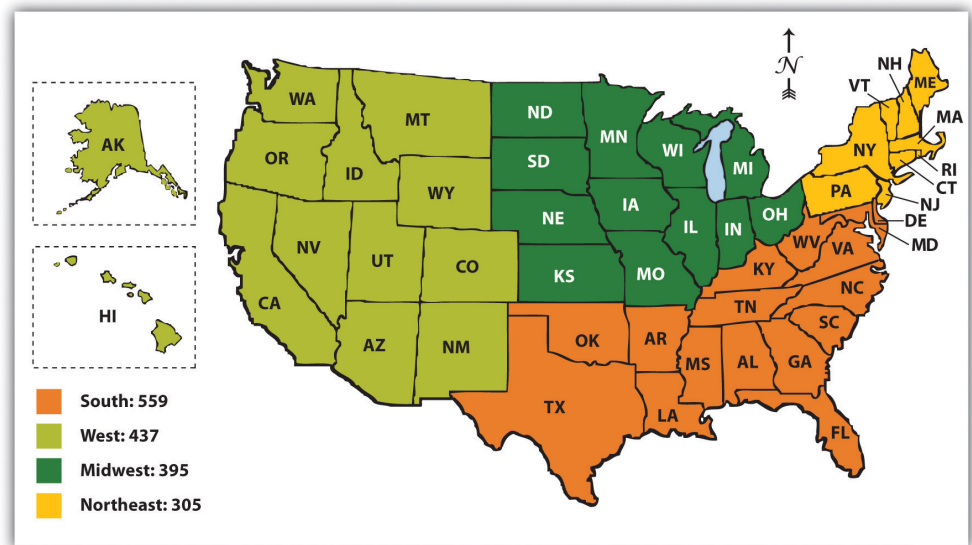 N
NH
VT
ME
WA
MT
ND
MN
MA
AK
OR
ID
SD
WI
MI
NY
RI
CT
WY
PA
NJ
IA
NE
OH
DE
NV
UT
CO
IL
IN
WV
VA
MD
KS
MO
KY
CA
NC
HI
TN
SC
AZ
NM
OK
AR
MS
AL
GA
TX
LA
FL
South: 559
West: 437
Midwest: 395
Northeast: 305